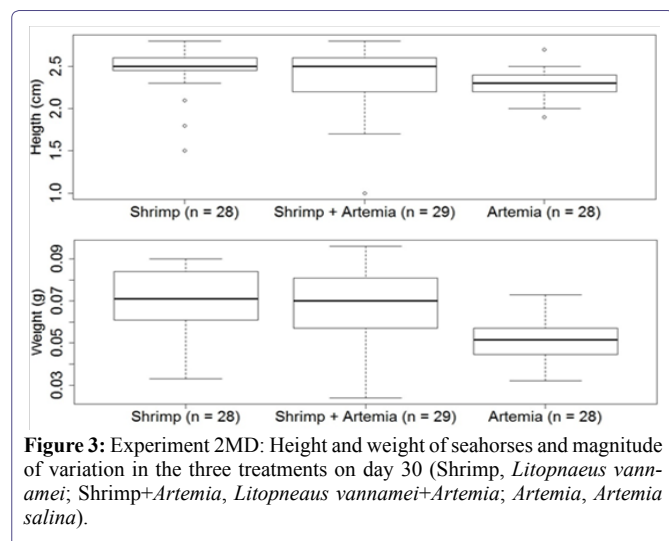 Heigth (cm)
2.5
2.0
1.5
1.0
Shrimp (n = 28)
Shrimp + Artemia (n = 29)
Artemia (n = 28)
Weight (g)
0.09
0.07
0.05
0.03
Shrimp (n = 28)
Shrimp + Artemia (n = 29)
Artemia (n = 28)
Figure 3: Experiment 2MD: Height and weight of seahorses and magnitude
of variation in the three treatments on day 30 (Shrimp, Litopnaeus vann-
amei; Shrimp+Artemia, Litopneaus vannamei+Artemia; Artemia, Artemia
salina).